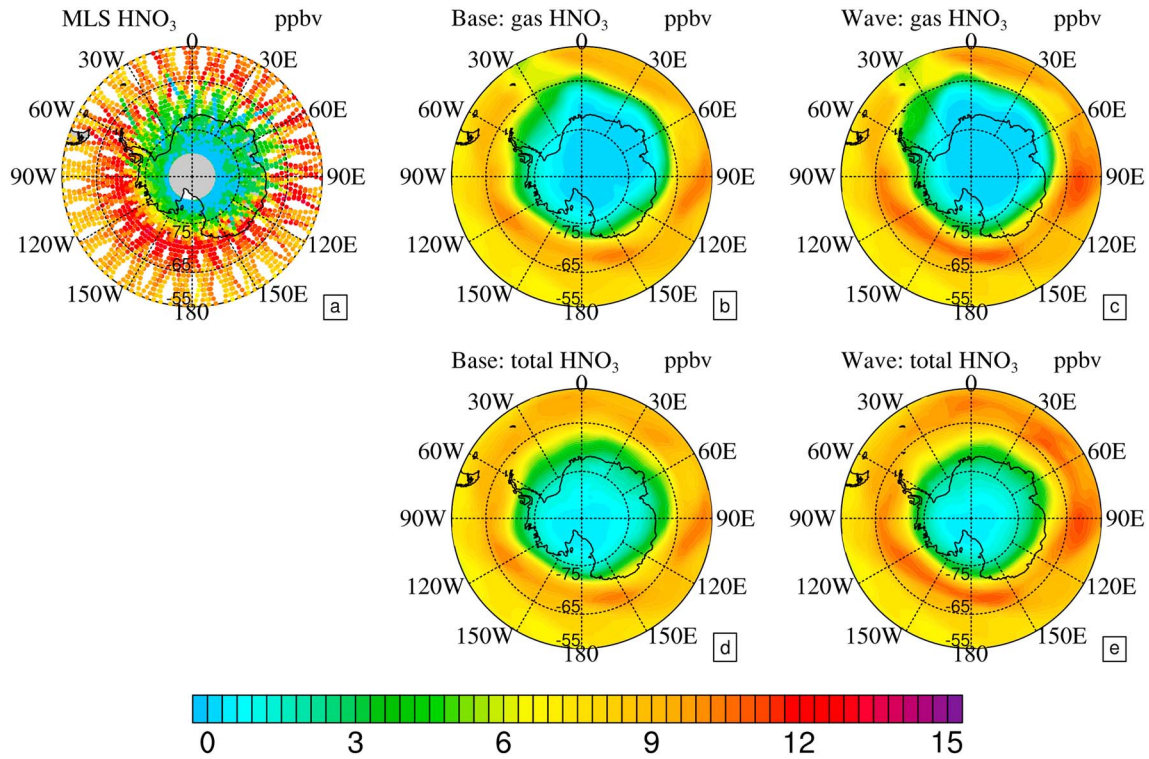 MLS HNO₃ ppbv
0
30W 30E
60W 60E
90W 90E
120W 120E
150W 150E
180
-75
-65
-55
a
Base: gas HNO₃ ppbv
0
30W 30E
60W 60E
90W 90E
120W 120E
150W 150E
180
-75
-65
-55
b
Wave: gas HNO₃ ppbv
0
30W 30E
60W 60E
90W 90E
120W 120E
150W 150E
180
-75
-65
-55
c
Base: total HNO₃ ppbv
0
30W 30E
60W 60E
90W 90E
120W 120E
150W 150E
180
-75
-65
-55
d
Wave: total HNO₃ ppbv
0
30W 30E
60W 60E
90W 90E
120W 120E
150W 150E
180
-75
-65
-55
e
0 3 6 9 12 15